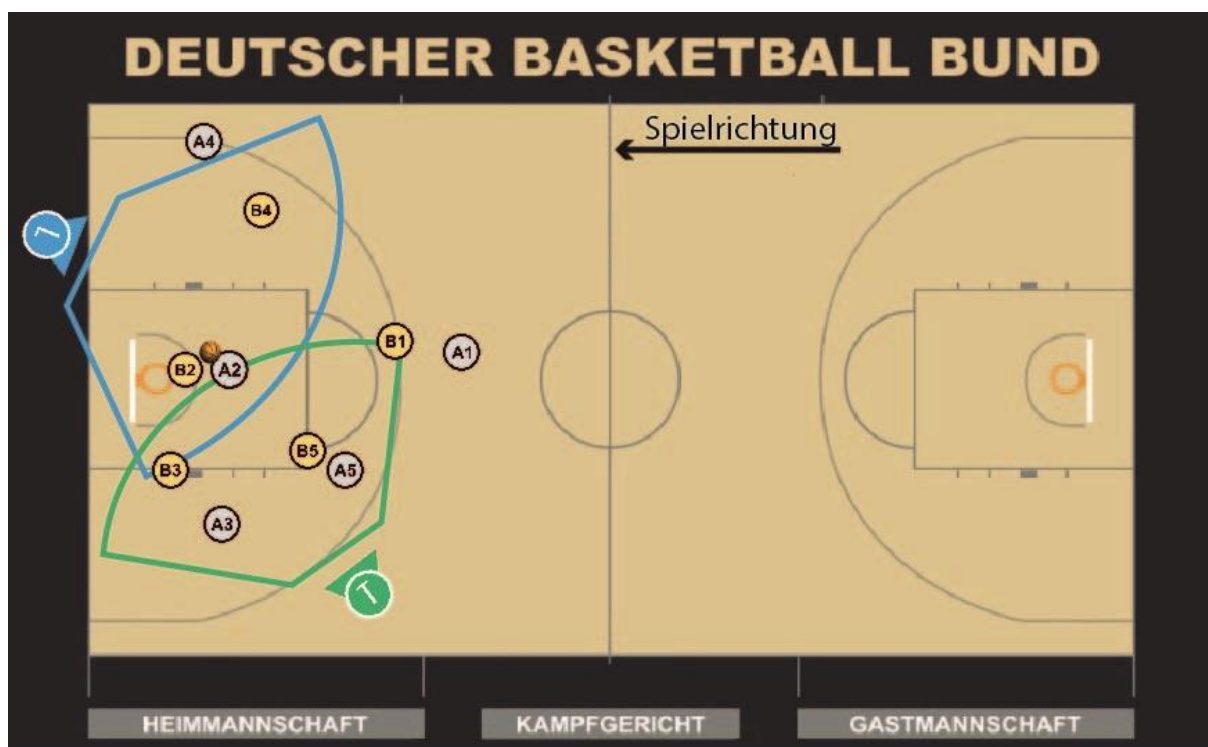 DEUTSCHER BASKETBALL BUND
Spielrichtung
A4
B4
L
B1
A1
B2
A2
B5
B3
A5
A3
T
HEIMMANNSCHAFT
KAMPFGERICHT
GASTMANNSCHAFT